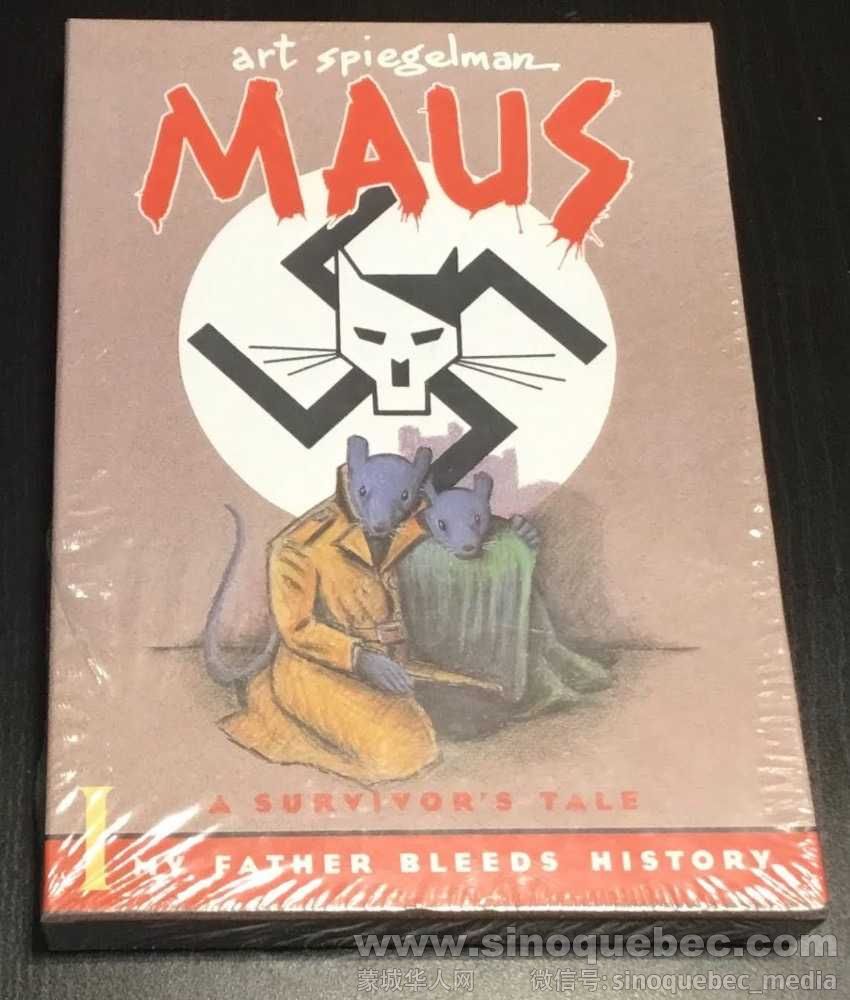 art spiegelman
MAUS
A SURVIVOR'S TALE
I
MY FATHER BLEEDS HISTORY
www.sinoquebec.com
蒙城华人网 微信号: sinoquebec_media